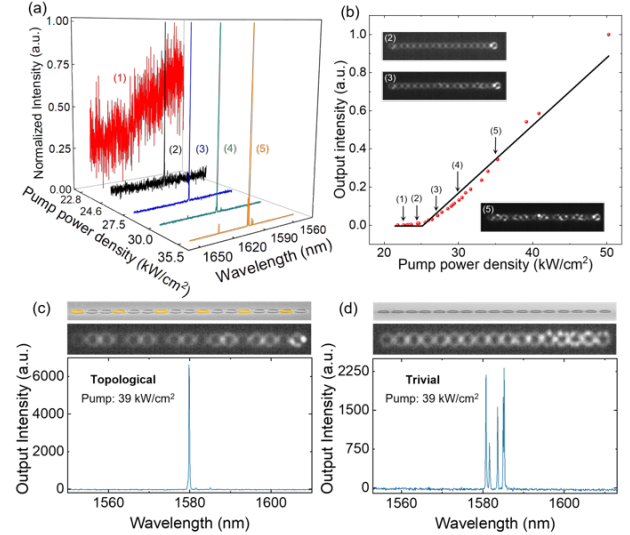 (a)
Normalized Intensity (a.u.)
1.00
0.75
0.50
0.25
0.00
(1)
(2)
(3)
(4)
(5)
22.8
24.6
27.5
30.0
35.5
Pump power density (kW/cm²)
1650
1620
1590
1560
Wavelength (nm)
(b)
Output intensity (a.u.)
1.0
0.8
0.6
0.4
0.2
0.0
(2)
(3)
(5)
(4)
(3)
(1) (2)
(5)
20 30 40 50
Pump power density (kW/cm²)
(c)
Output Intensity (a.u.)
6000
4000
2000
0
Topological
Pump: 39 kW/cm²
1560 1580 1600
Wavelength (nm)
(d)
Output Intensity (a.u.)
2250
1500
750
0
Trivial
Pump: 39 kW/cm²
1560 1580 1600
Wavelength (nm)